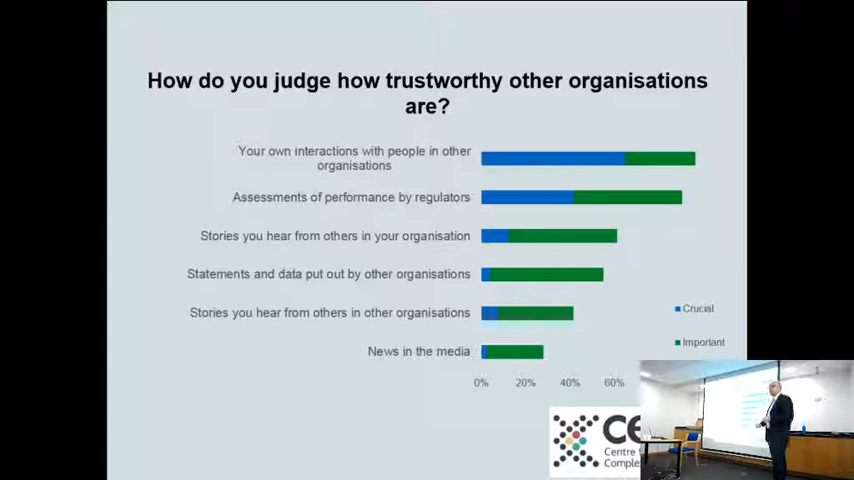 How do you judge how trustworthy other organisations
are?
Your own interactions with people in other
organisations
Assessments of performance by regulators
Stories you hear from others in your organisation
Statements and data put out by other organisations
Stories you hear from others in other organisations
Crucial
Important
News in the media
0% 20% 40% 60%
Centre